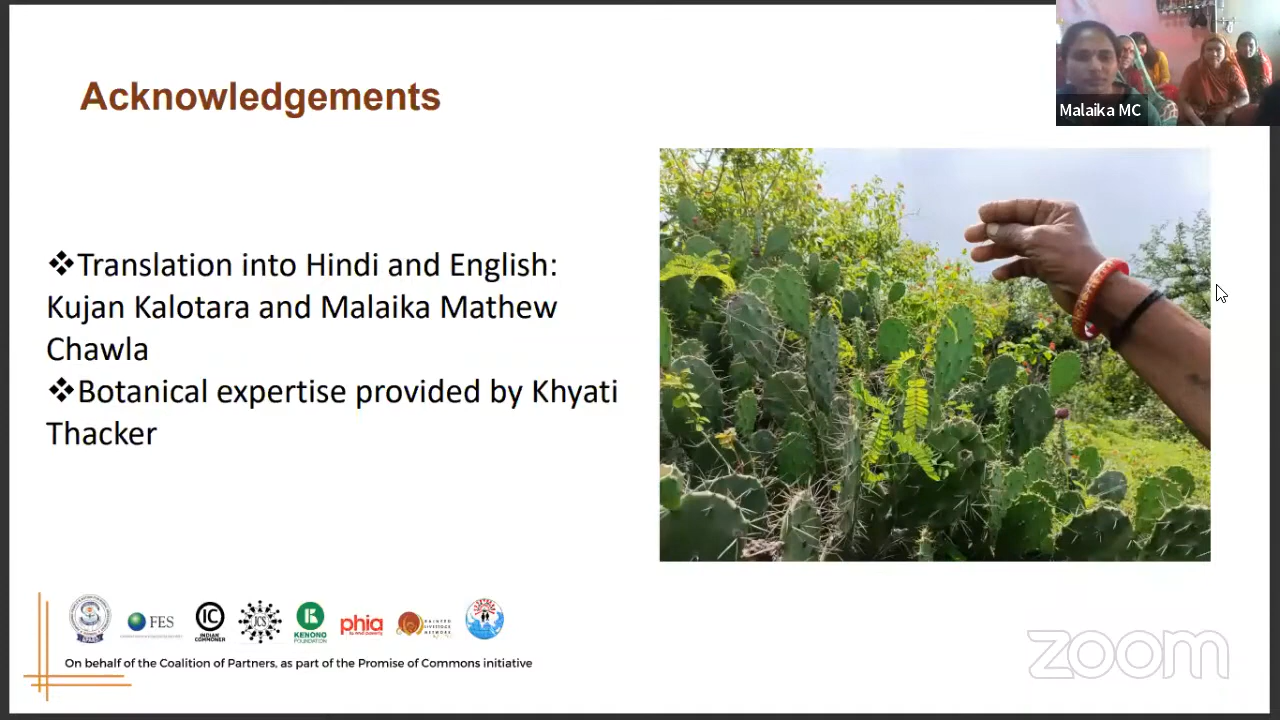 Acknowledgements
Malaika MC
❖Translation into Hindi and English:
Kujan Kalotara and Malaika Mathew
Chawla
❖Botanical expertise provided by Khyati
Thacker
FES
IC
INDIAN
COMMONER
JCS
K
KENONO
FOUNDATION
phia
RAINFED
LIVESTOCK
NETWORK
On behalf of the Coalition of Partners, as part of the Promise of Commons initiative
zoom